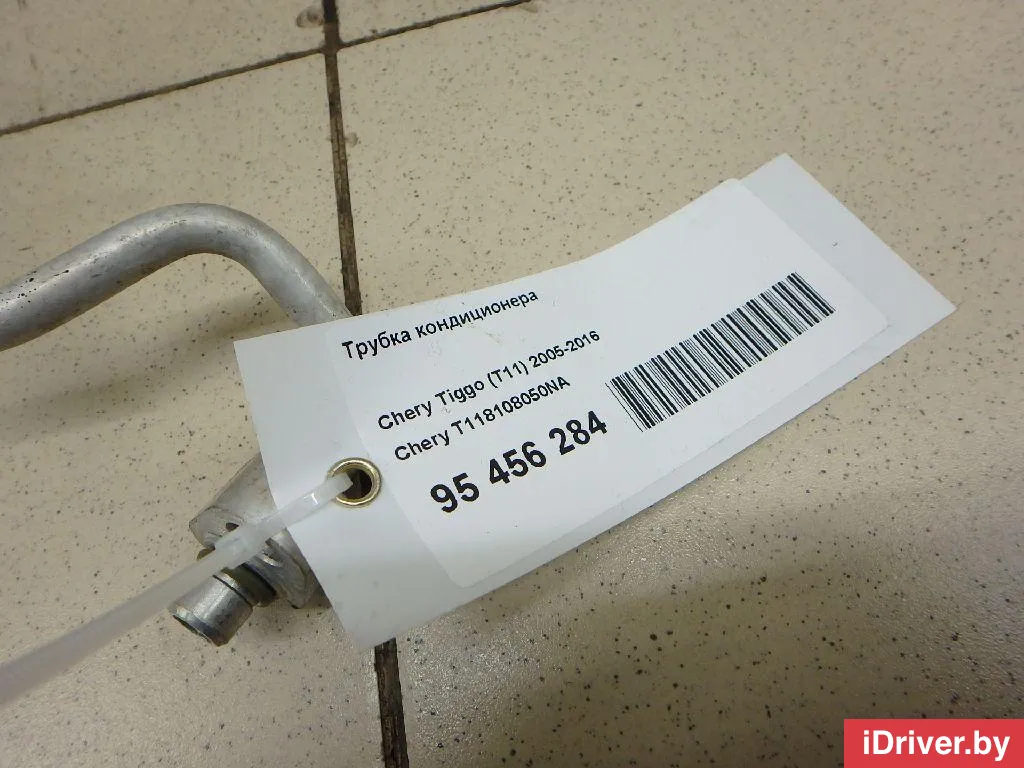 Трубка кондиционера
Chery Tiggo (T11) 2005-2016
Chery T118108050NA
95 456 284
iDriver.by